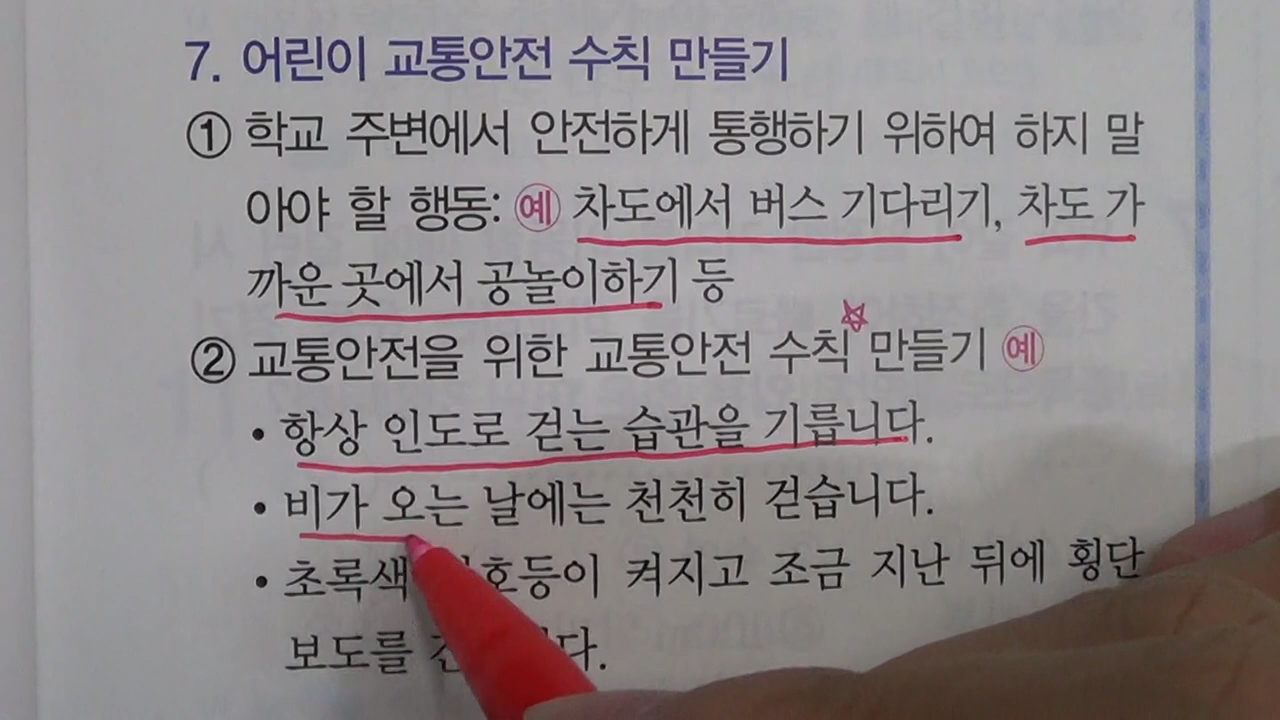 7. 어린이 교통안전 수칙 만들기
① 학교 주변에서 안전하게 통행하기 위하여 하지 말
아야 할 행동: 예 차도에서 버스 기다리기, 차도 가
까운 곳에서 공놀이하기 등
② 교통안전을 위한 교통안전 수칙 만들기 예
• 항상 인도로 걷는 습관을 기릅니다.
• 비가 오는 날에는 천천히 걷습니다.
• 초록색 켜지고 조금 지난 뒤에 횡단
보도를